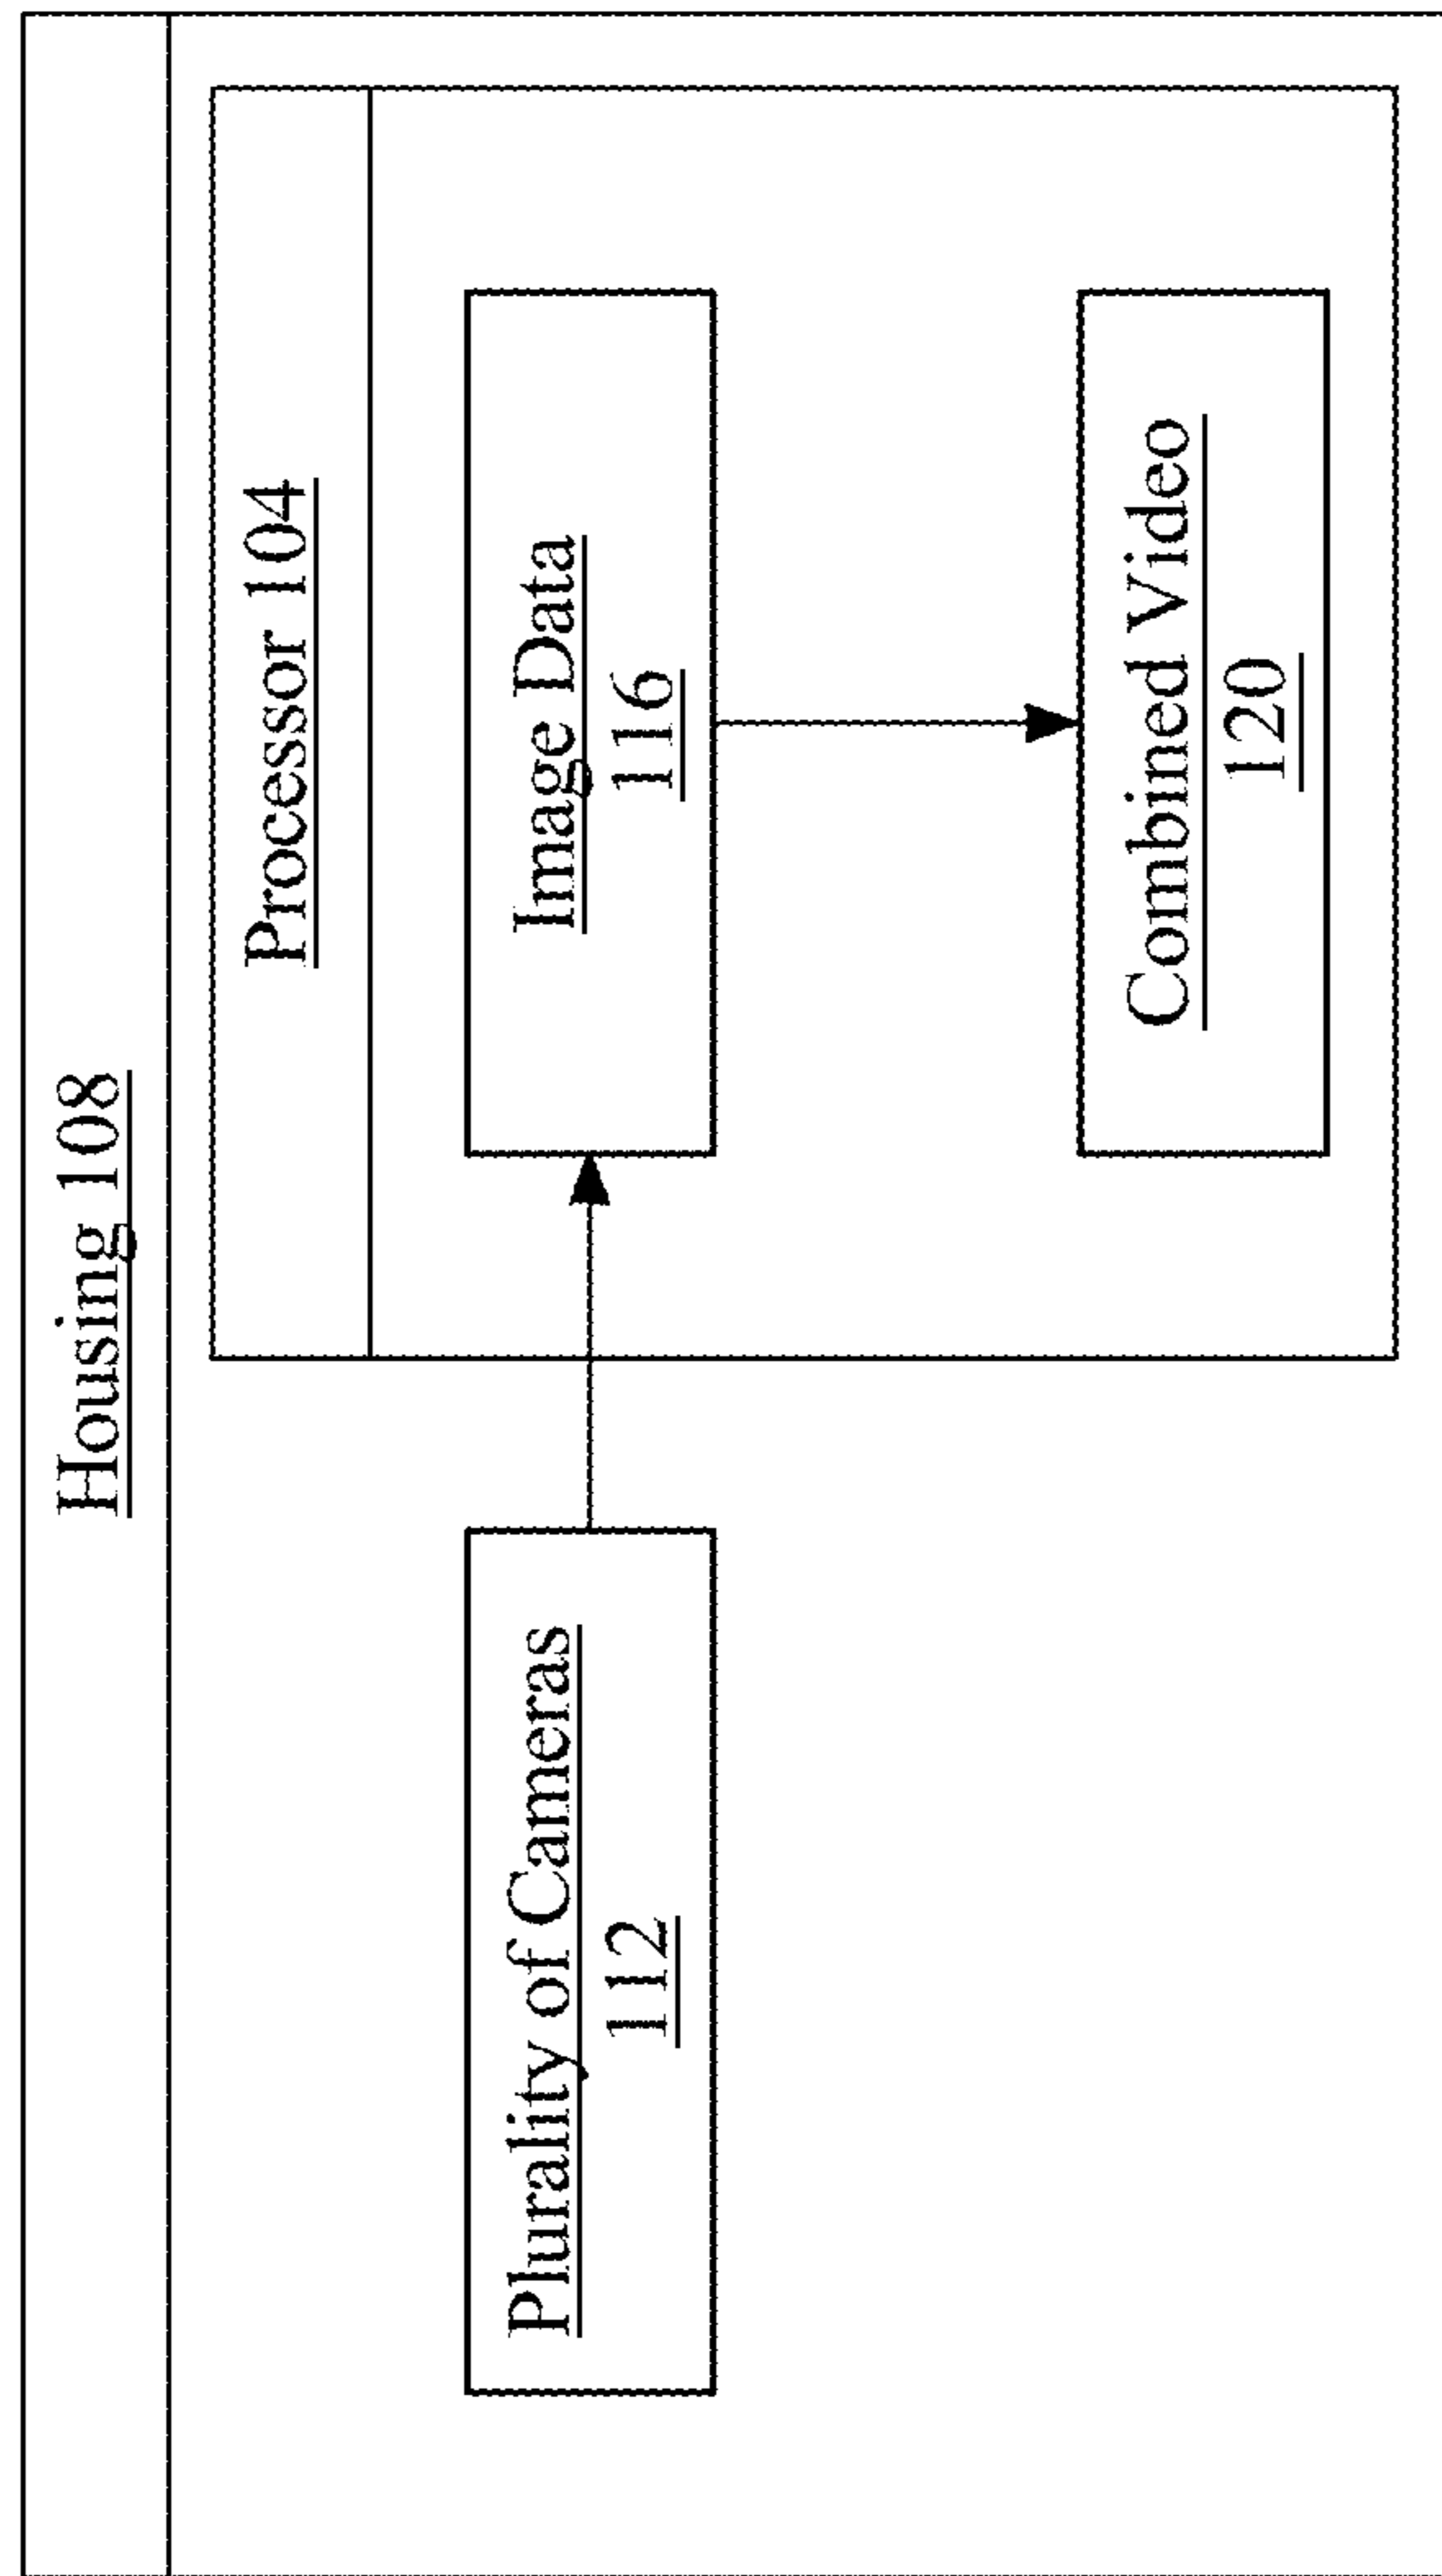 Housing 108
Processor 104
Plurality of Cameras
112
Image Data
116
Combined Video
120